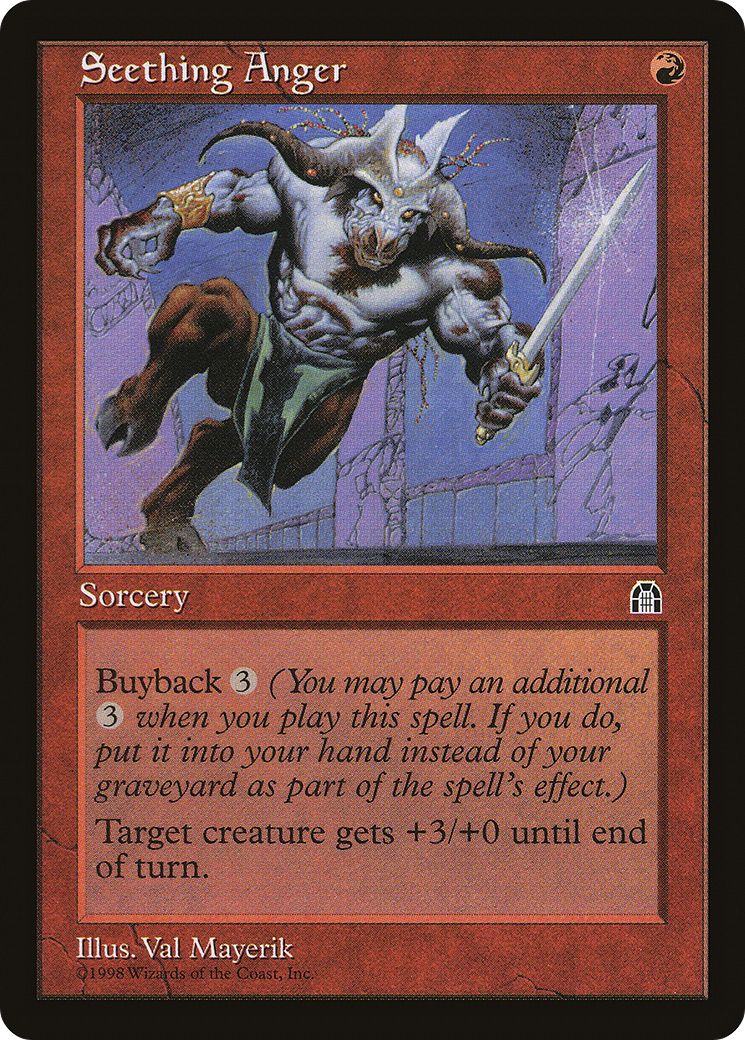 Seething Anger
Sorcery
Buyback 3 (You may pay an additional
3 when you play this spell. If you do,
put it into your hand instead of your
graveyard as part of the spell's effect.)
Target creature gets +3/+0 until end
of turn.
Illus. Val Mayerik
©1998 Wizards of the Coast, Inc.